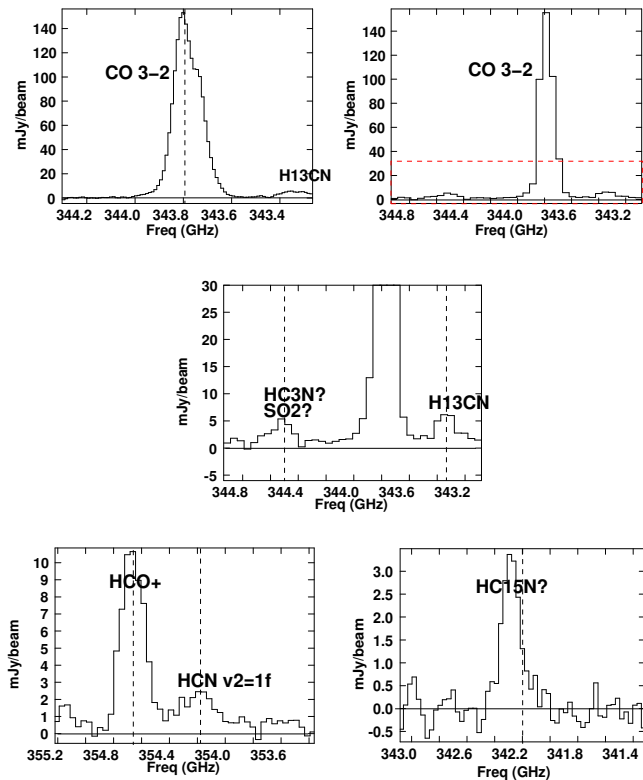 140
120
100
80
60
40
20
0
mJy/beam
CO 3−2
H13CN
344.2 344.0 343.8 343.6 343.4
Freq (GHz)
140
120
100
80
60
40
20
0
mJy/beam
CO 3−2
344.8 344.4 344.0 343.6 343.2
Freq (GHz)
30
25
20
15
10
5
0
-5
mJy/beam
HC3N?
SO2?
H13CN
344.8 344.4 344.0 343.6 343.2
Freq (GHz)
10
9
8
7
6
5
4
3
2
1
0
mJy/beam
HCO+
HCN v2=1f
355.2 354.8 354.4 354.0 353.6
Freq (GHz)
3.0
2.5
2.0
1.5
1.0
0.5
0.0
-0.5
mJy/beam
HC15N?
343.0 342.6 342.2 341.8 341.4
Freq (GHz)